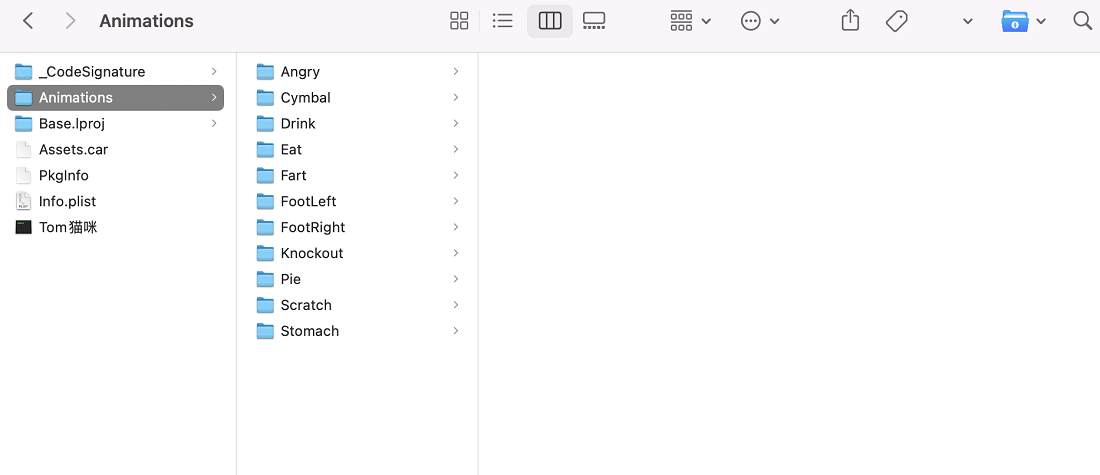 Animations
_CodeSignature
Animations
Base.lproj
Assets.car
PkgInfo
Info.plist
Tom猫咪
Angry
Cymbal
Drink
Eat
Fart
FootLeft
FootRight
Knockout
Pie
Scratch
Stomach